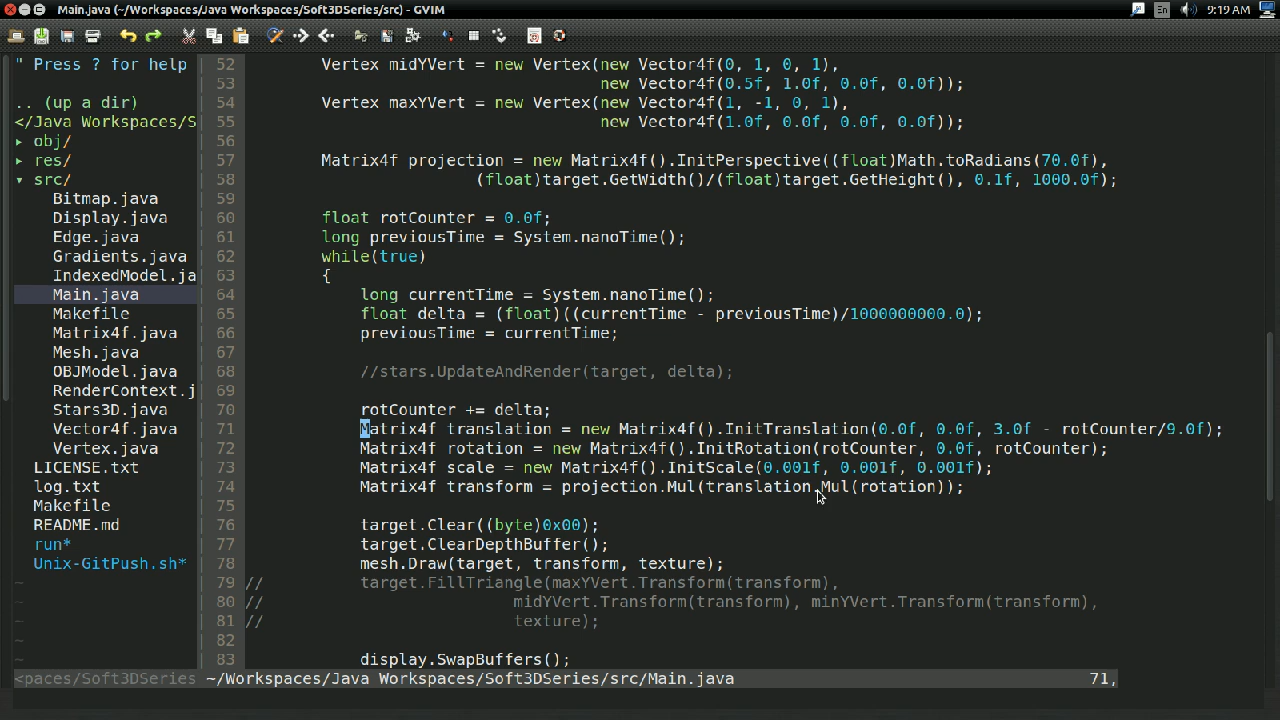 Main.java (~/Workspaces/Java Workspaces/Soft3DSeries/src) - GVIM
En
9:19 AM
" Press ? for help
.. (up a dir)
</Java Workspaces/S
▸ obj/
▸ res/
▾ src/
Bitmap.java
Display.java
Edge.java
Gradients.java
IndexedModel.ja
Main.java
Makefile
Matrix4f.java
Mesh.java
OBJModel.java
RenderContext.j
Stars3D.java
Vector4f.java
Vertex.java
LICENSE.txt
log.txt
Makefile
README.md
run*
Unix-GitPush.sh*
~
~
~
~
~
52 Vertex midYVert = new Vertex(new Vector4f(0, 1, 0, 1),
53 new Vector4f(0.5f, 1.0f, 0.0f, 0.0f));
54 Vertex maxYVert = new Vertex(new Vector4f(1, -1, 0, 1),
55 new Vector4f(1.0f, 0.0f, 0.0f, 0.0f));
56
57 Matrix4f projection = new Matrix4f().InitPerspective((float)Math.toRadians(70.0f),
58 (float)target.GetWidth()/(float)target.GetHeight(), 0.1f, 1000.0f);
59
60 float rotCounter = 0.0f;
61 long previousTime = System.nanoTime();
62 while(true)
63 {
64 long currentTime = System.nanoTime();
65 float delta = (float)((currentTime - previousTime)/1000000000.0);
66 previousTime = currentTime;
67
68 //stars.UpdateAndRender(target, delta);
69
70 rotCounter += delta;
71 Matrix4f translation = new Matrix4f().InitTranslation(0.0f, 0.0f, 3.0f - rotCounter/9.0f);
72 Matrix4f rotation = new Matrix4f().InitRotation(rotCounter, 0.0f, rotCounter);
73 Matrix4f scale = new Matrix4f().InitScale(0.001f, 0.001f, 0.001f);
74 Matrix4f transform = projection.Mul(translation.Mul(rotation));
75
76 target.Clear((byte)0x00);
77 target.ClearDepthBuffer();
78 mesh.Draw(target, transform, texture);
79 // target.FillTriangle(maxYVert.Transform(transform),
80 // midYVert.Transform(transform), minYVert.Transform(transform),
81 // texture);
82
83 display.SwapBuffers();
<paces/Soft3DSeries ~/Workspaces/Java Workspaces/Soft3DSeries/src/Main.java 71,